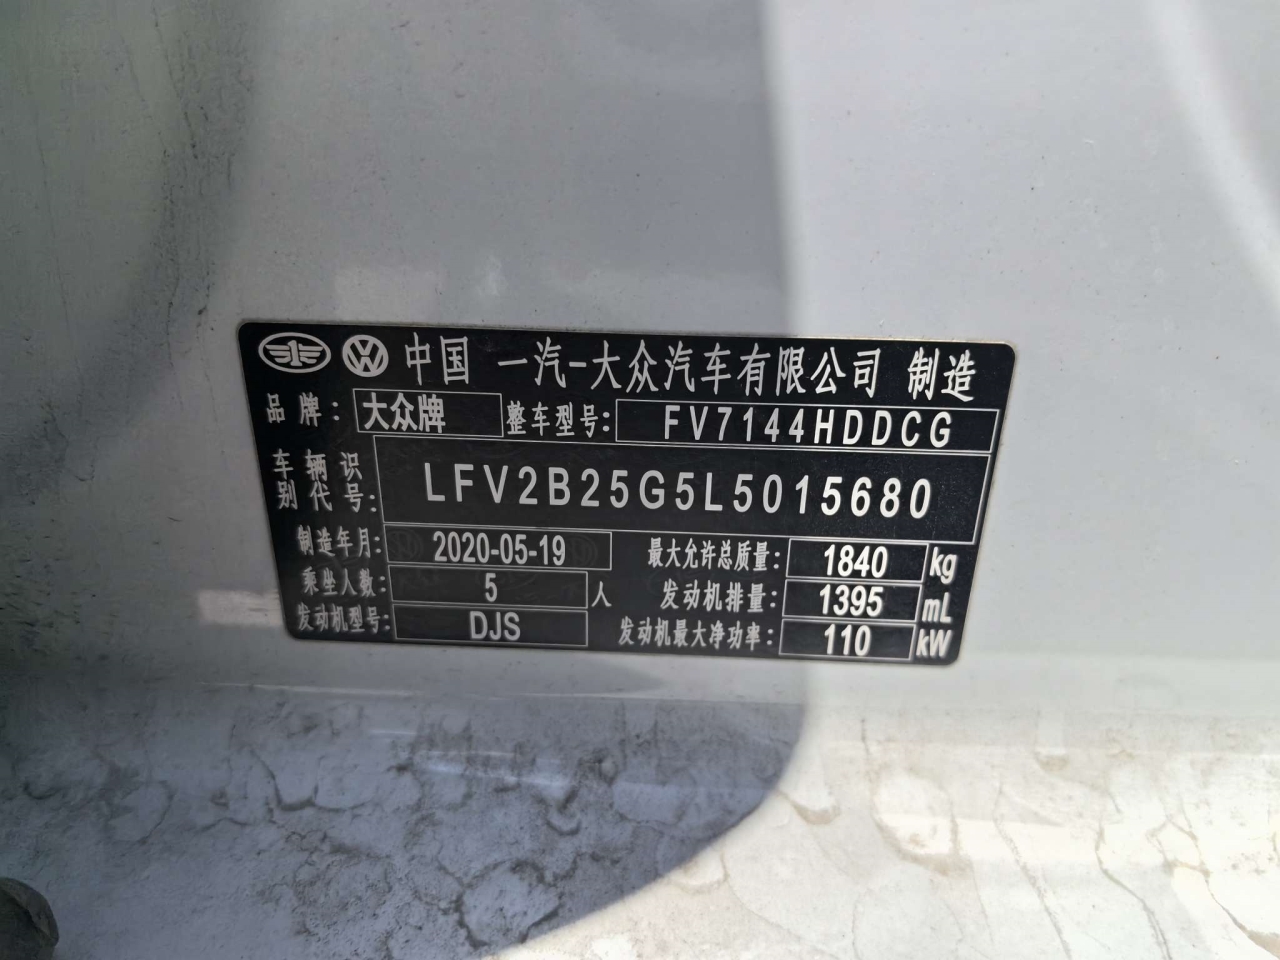 中国 一汽-大众汽车有限公司 制造
品牌: 大众牌 整车型号: FV7144HDDCG
车辆识别代号: LFV2B25G5L5015680
制造年月: 2020-05-19 最大允许总质量: 1840 kg
乘坐人数: 5 人 发动机排量: 1395 mL
发动机型号: DJS 发动机最大净功率: 110 kW